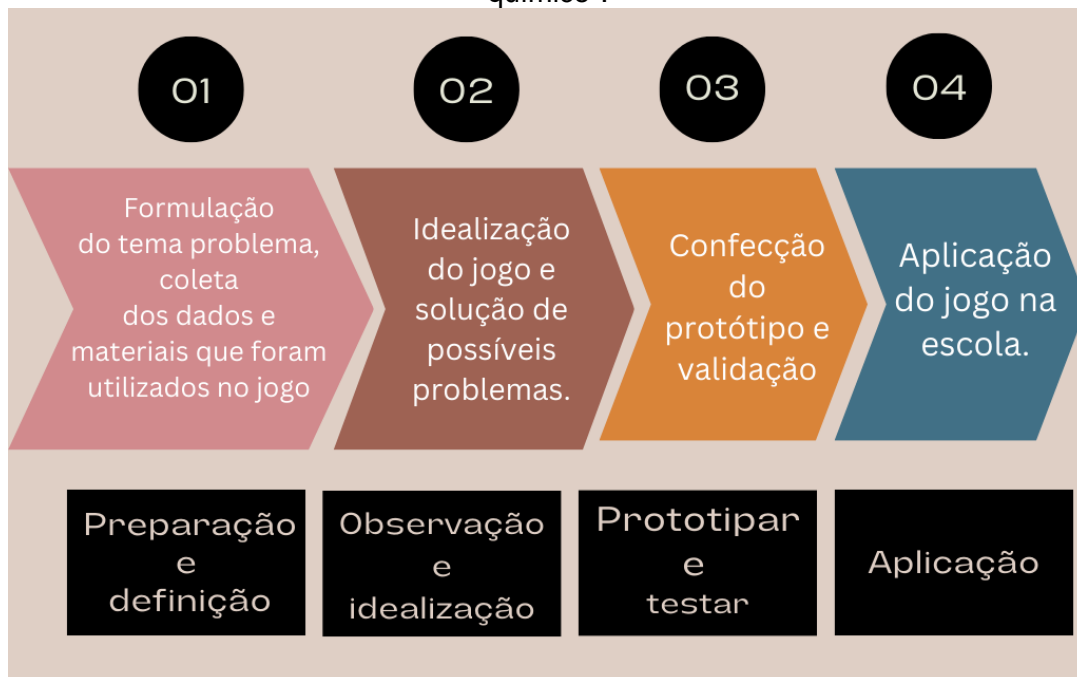 químico".
01
02
03
04
Formulação
do tema problema,
coleta
dos dados e
materiais que foram
utilizados no jogo
Idealização
do jogo e
solução de
possíveis
problemas.
Confecção
do
protótipo e
validação
Aplicação
do jogo na
escola.
Preparação
e
definição
Observação
e
idealização
Prototipar
e
testar
Aplicação